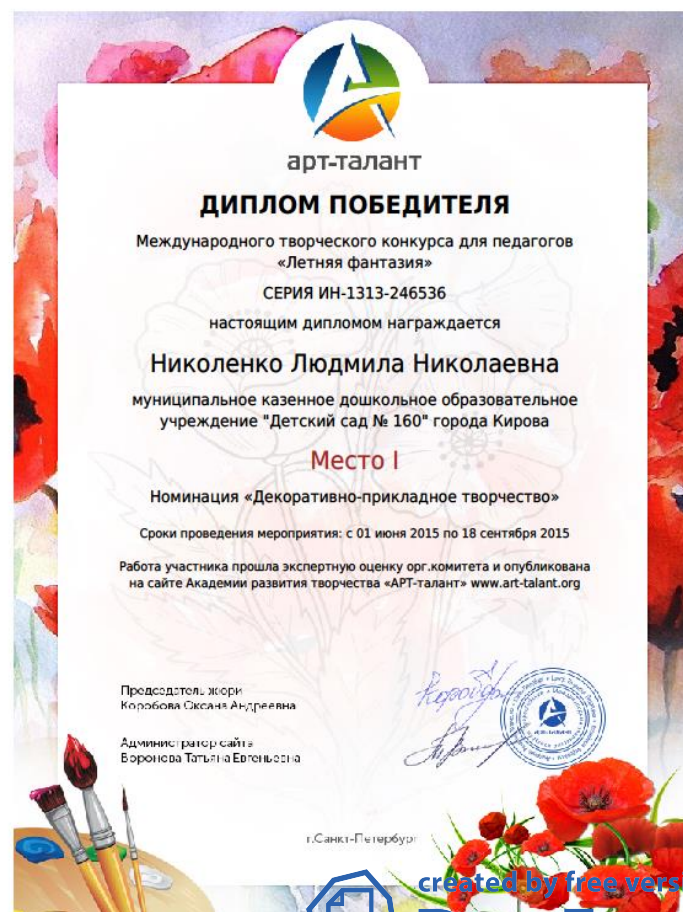 арт-талант
ДИПЛОМ ПОБЕДИТЕЛЯ
Международного творческого конкурса для педагогов
«Летняя фантазия»
СЕРИЯ ИН-1313-246536
настоящим дипломом награждается
Николенко Людмила Николаевна
муниципальное казенное дошкольное образовательное
учреждение "Детский сад № 160" города Кирова
Место I
Номинация «Декоративно-прикладное творчество»
Сроки проведения мероприятия: с 01 июня 2015 по 18 сентября 2015
Работа участника прошла экспертную оценку орг.комитета и опубликована
на сайте Академии развития творчества «АРТ-талант» www.art-talant.org
Председатель жюри
Коробова Оксана Андреевна
Администратор сайта
Воронова Татьяна Евгеньевна
г.Санкт-Петербург
created by free vers